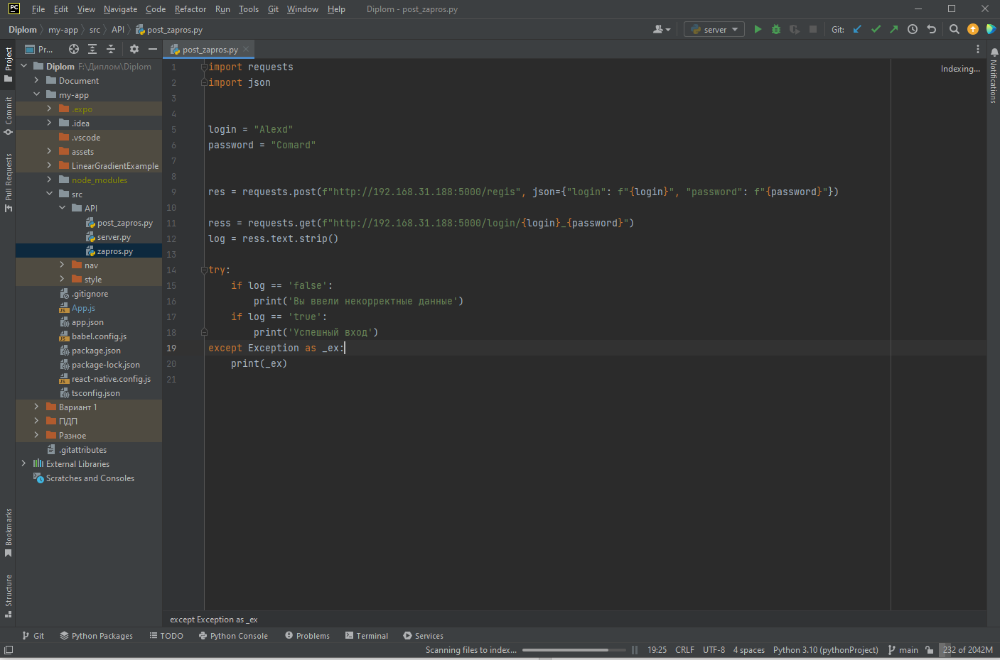 PC File Edit View Navigate Code Refactor Run Tools Git Window Help Diplom - post_zapros.py
Diplom my-app src API post_zapros.py server Git:
Project
Commit
Pull Requests
Bookmarks
Structure
Pr...
Diplom F:\Диплом\Diplom
Document
my-app
.expo
.idea
.vscode
assets
LinearGradientExample
node_modules
src
API
post_zapros.py
server.py
zapros.py
nav
style
.gitignore
App.js
app.json
babel.config.js
package.json
package-lock.json
react-native.config.js
tsconfig.json
Вариант 1
ПДП
Разное
.gitattributes
External Libraries
Scratches and Consoles
post_zapros.py
Indexing...
Notifications
1 import requests
2 import json
3
4
5 login = "Alexd"
6 password = "Comard"
7
8
9 res = requests.post(f"http://192.168.31.188:5000/regis", json={"login": f"{login}", "password": f"{password}"})
10
11 ress = requests.get(f"http://192.168.31.188:5000/login/{login}_{password}")
12 log = ress.text.strip()
13
14 try:
15 if log == 'false':
16 print('Вы ввели некорректные данные')
17 if log == 'true':
18 print('Успешный вход')
19 except Exception as _ex:
20 print(_ex)
21
except Exception as _ex
Git Python Packages TODO Python Console Problems Terminal Services
Scanning files to index... 19:25 CRLF UTF-8 4 spaces Python 3.10 (pythonProject) main 232 of 2042M